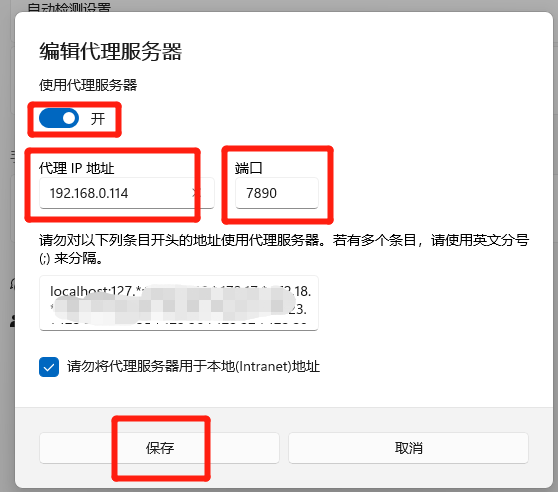 自动检测设置
编辑代理服务器
使用代理服务器
开
代理 IP 地址
端口
192.168.0.114
7890
请勿对以下列条目开头的地址使用代理服务器。若有多个条目，请使用英文分号
(;) 来分隔。
localhost;127.*;
18.
23.
请勿将代理服务器用于本地(Intranet)地址
保存
取消